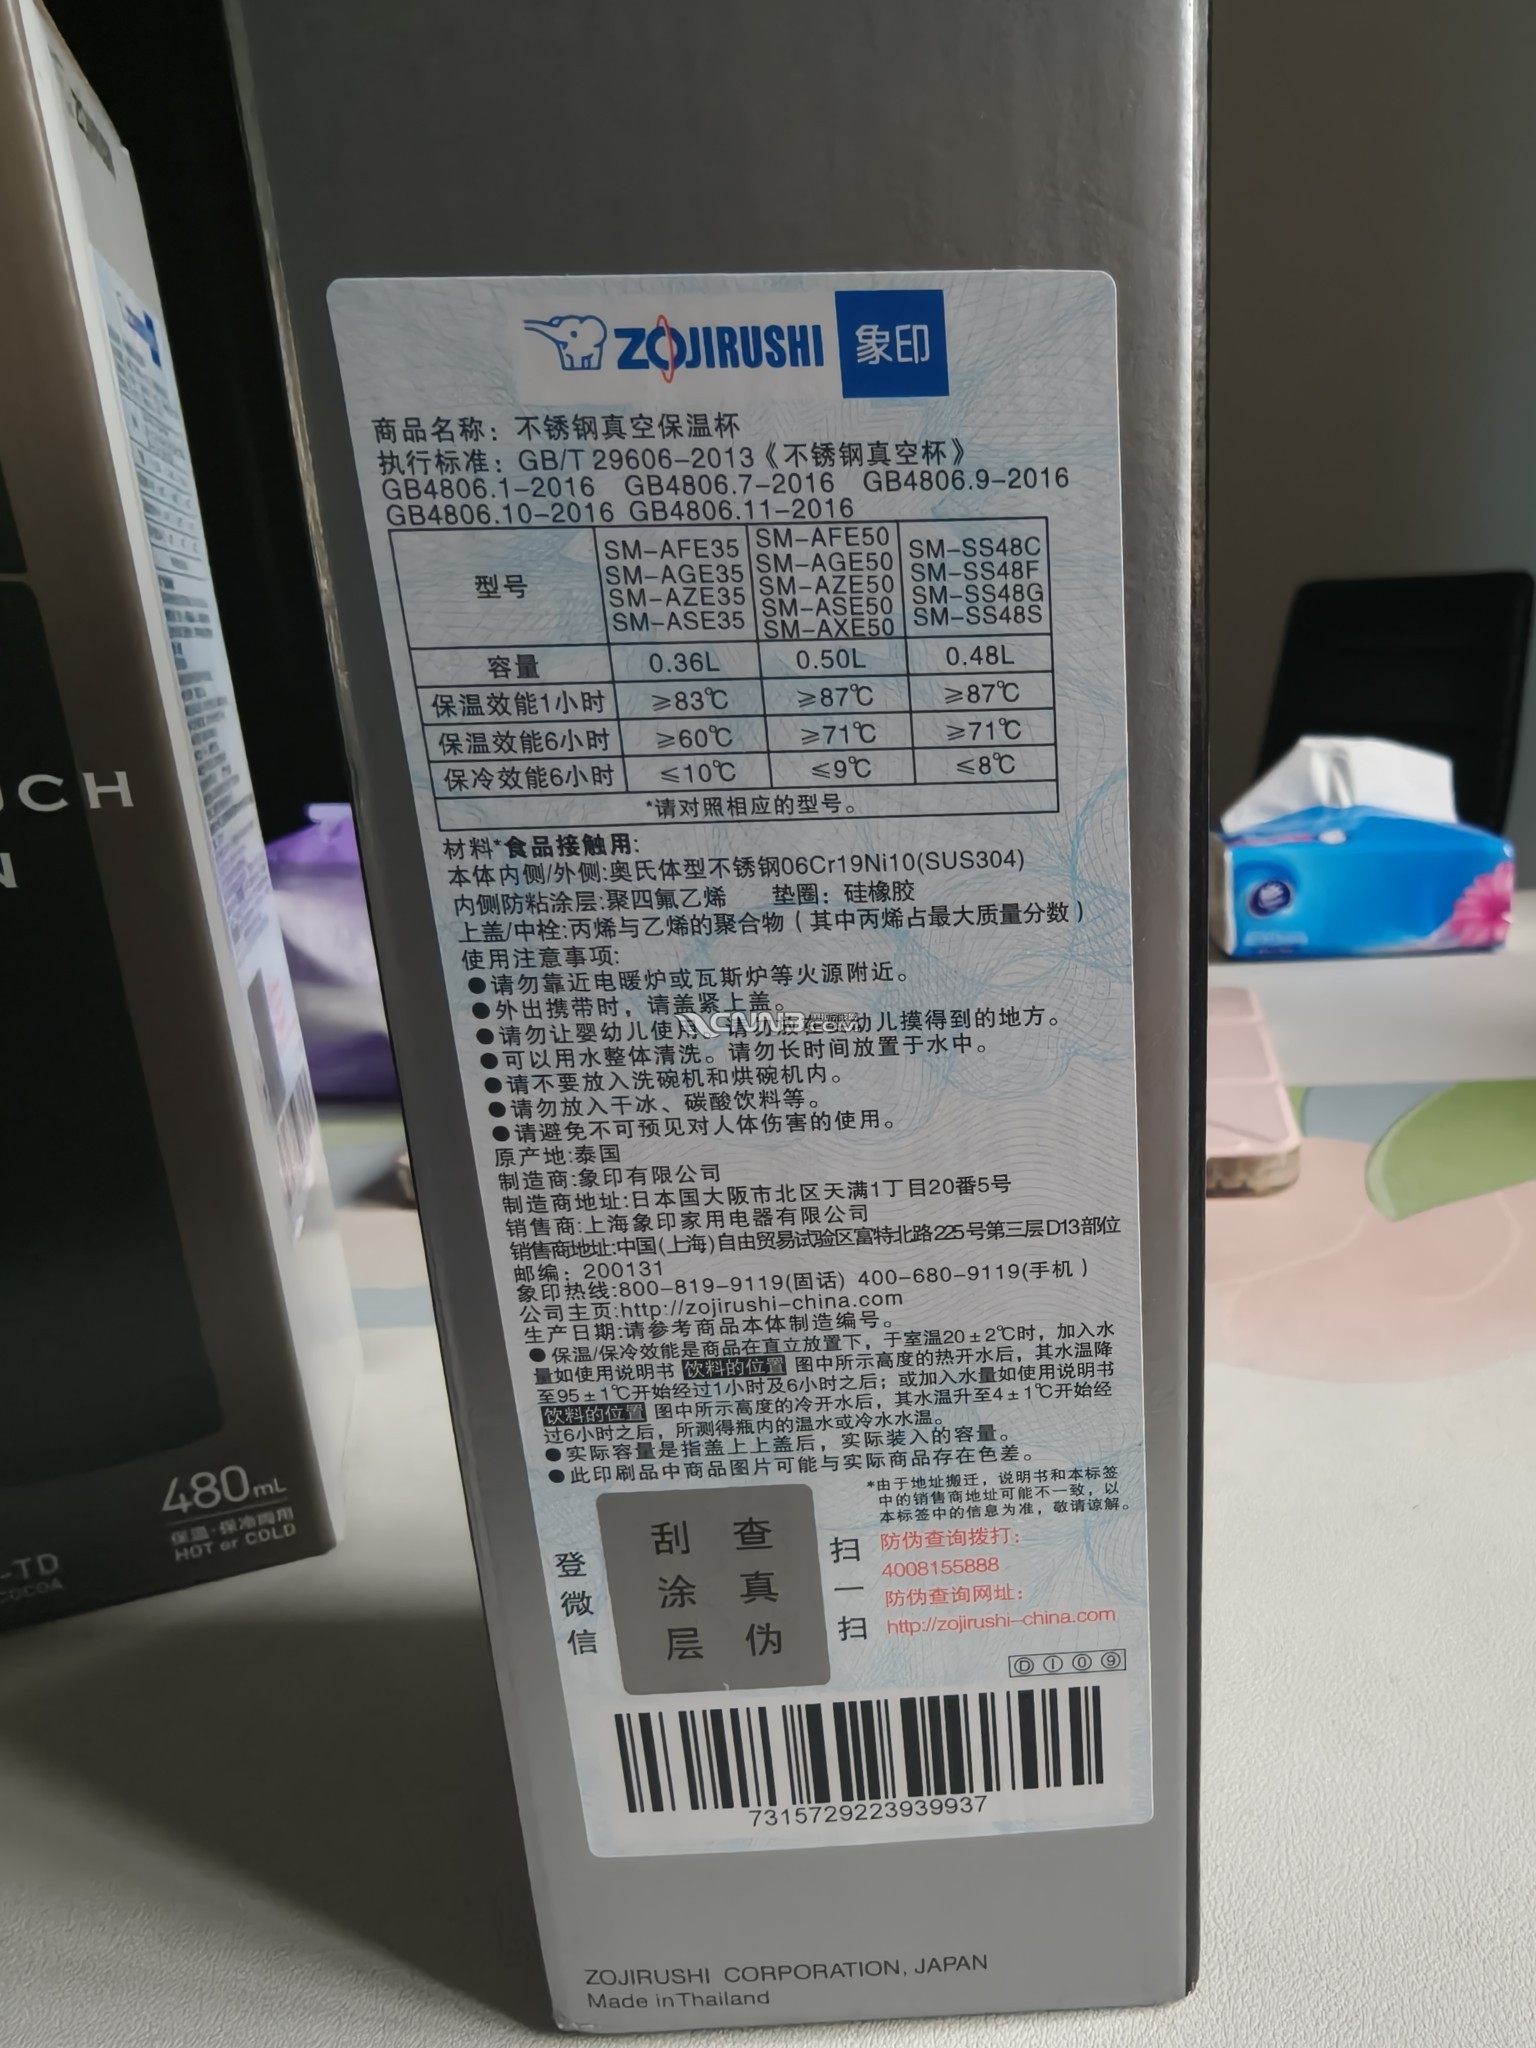 ZOJIRUSHI 象印
商品名称：不锈钢真空保温杯
执行标准：GB/T 29606-2013《不锈钢真空杯》
GB4806.1-2016 GB4806.7-2016 GB4806.9-2016
GB4806.10-2016 GB4806.11-2016
型号
SM-AFE35
SM-AGE35
SM-AZE35
SM-ASE35
SM-AFE50
SM-AGE50
SM-AZE50
SM-ASE50
SM-AXE50
SM-SS48C
SM-SS48F
SM-SS48G
SM-SS48S
容量 0.36L 0.50L 0.48L
保温效能1小时 ≥83℃ ≥87℃ ≥87℃
保温效能6小时 ≥60℃ ≥71℃ ≥71℃
保冷效能6小时 ≤10℃ ≤9℃ ≤8℃
*请对照相应的型号。
材料*食品接触用:
本体内侧/外侧:奥氏体型不锈钢06Cr19Ni10(SUS304)
内侧防粘涂层:聚四氟乙烯 垫圈：硅橡胶
上盖/中栓:丙烯与乙烯的聚合物（其中丙烯占最大质量分数）
使用注意事项:
●请勿靠近电暖炉或瓦斯炉等火源附近。
●外出携带时，请盖紧上盖。
●请勿让婴幼儿使用。请勿放在婴幼儿摸得到的地方。
●可以用水整体清洗。请勿长时间放置于水中。
●请不要放入洗碗机和烘碗机内。
●请勿放入干冰、碳酸饮料等。
●请避免不可预见对人体伤害的使用。
原产地:泰国
制造商:象印有限公司
制造商地址:日本国大阪市北区天满1丁目20番5号
销售商:上海象印家用电器有限公司
销售商地址:中国(上海)自由贸易试验区富特北路225号第三层D13部位
邮编：200131
象印热线:800-819-9119(固话) 400-680-9119(手机)
公司主页:http://zojirushi-china.com
生产日期:请参考商品本体制造编号。
●保温/保冷效能是商品在直立放置下，于室温20±2℃时，加入水
量如使用说明书 饮料的位置 图中所示高度的热开水后，其水温降
至95±1℃开始经过1小时及6小时之后；或加入水量如使用说明书
饮料的位置 图中所示高度的冷开水后，其水温升至4±1℃开始经
过6小时之后，所测得瓶内的温水或冷水水温。
●实际容量是指盖上上盖后，实际装入的容量。
●此印刷品中商品图片可能与实际商品存在色差。
*由于地址搬迁，说明书和本标签
中的销售商地址可能不一致，以
本标签中的信息为准，敬请谅解。
登微信
刮涂层
查真伪
扫一扫
防伪查询拨打：
4008155888
防伪查询网址：
http://zojirushi-china.com
D I 0 9
7315729223939937
ZOJIRUSHI CORPORATION, JAPAN
Made in Thailand
480mL
保温·保冷两用
HOT or COLD
CNMB.COM